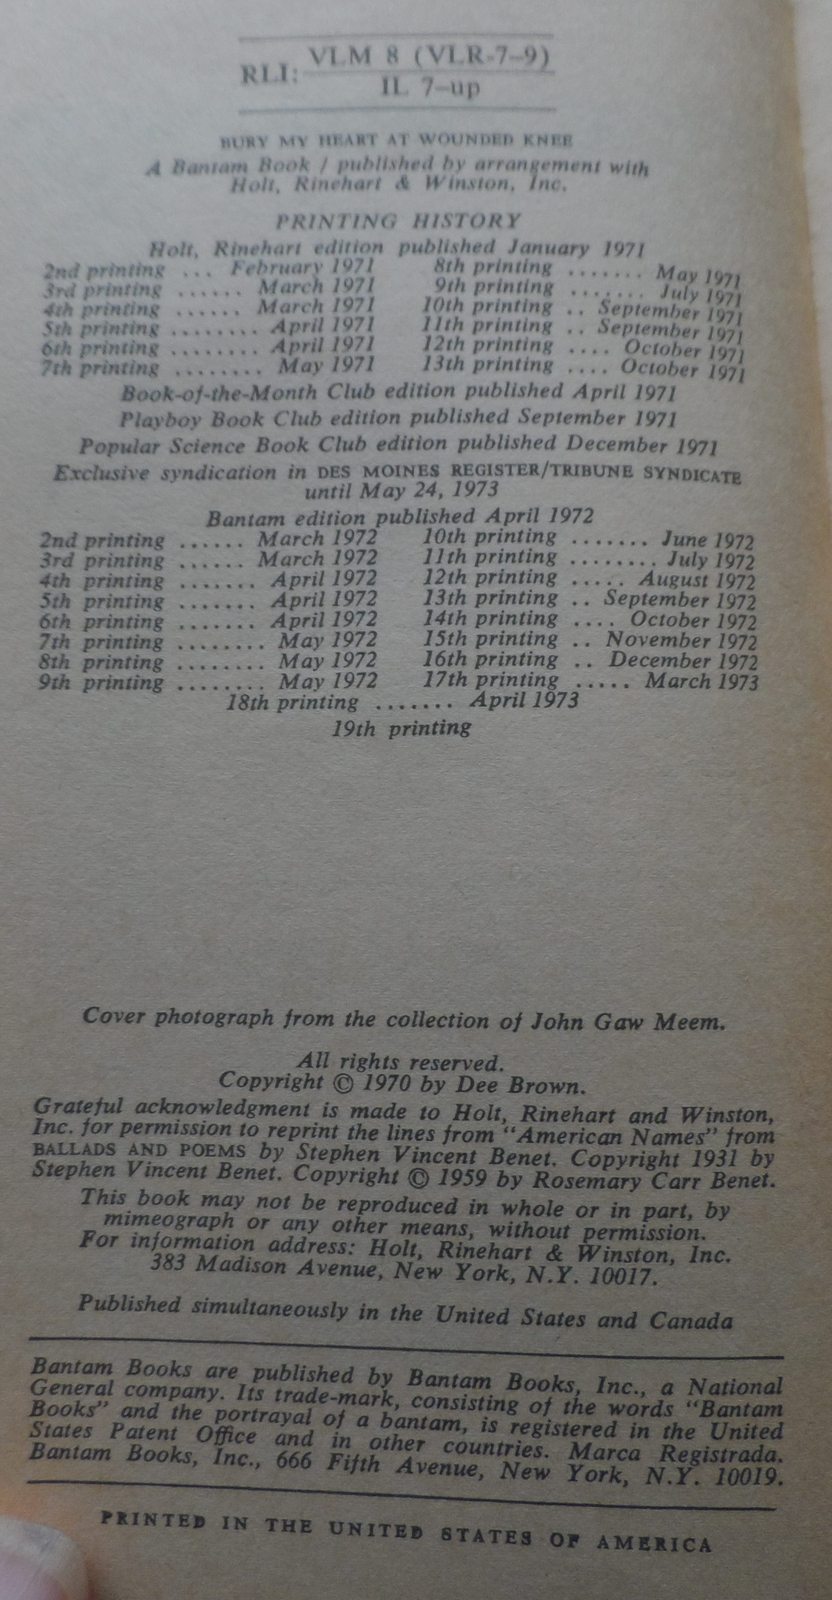 RLI: VLM 8 (VLR-7-9)
IL 7-up
BURY MY HEART AT WOUNDED KNEE
A Bantam Book / published by arrangement with
Holt, Rinehart & Winston, Inc.
PRINTING HISTORY
Holt, Rinehart edition published January 1971
2nd printing ... February 1971 8th printing ....... May 1971
3rd printing ...... March 1971 9th printing ....... July 1971
4th printing ...... March 1971 10th printing .. September 1971
5th printing ........ April 1971 11th printing .. September 1971
6th printing ........ April 1971 12th printing .... October 1971
7th printing ........ May 1971 13th printing .... October 1971
Book-of-the-Month Club edition published April 1971
Playboy Book Club edition published September 1971
Popular Science Book Club edition published December 1971
Exclusive syndication in DES MOINES REGISTER/TRIBUNE SYNDICATE
until May 24, 1973
Bantam edition published April 1972
2nd printing ...... March 1972 10th printing ....... June 1972
3rd printing ...... March 1972 11th printing ........ July 1972
4th printing ....... April 1972 12th printing ..... August 1972
5th printing ....... April 1972 13th printing .. September 1972
6th printing ....... April 1972 14th printing .... October 1972
7th printing ........ May 1972 15th printing .. November 1972
8th printing ........ May 1972 16th printing .. December 1972
9th printing ........ May 1972 17th printing ..... March 1973
18th printing ....... April 1973
19th printing
Cover photograph from the collection of John Gaw Meem.
All rights reserved.
Copyright © 1970 by Dee Brown.
Grateful acknowledgment is made to Holt, Rinehart and Winston,
Inc. for permission to reprint the lines from "American Names" from
BALLADS AND POEMS by Stephen Vincent Benet. Copyright 1931 by
Stephen Vincent Benet. Copyright © 1959 by Rosemary Carr Benet.
This book may not be reproduced in whole or in part, by
mimeograph or any other means, without permission.
For information address: Holt, Rinehart & Winston, Inc.
383 Madison Avenue, New York, N.Y. 10017.
Published simultaneously in the United States and Canada
Bantam Books are published by Bantam Books, Inc., a National
General company. Its trade-mark, consisting of the words "Bantam
Books" and the portrayal of a bantam, is registered in the United
States Patent Office and in other countries. Marca Registrada.
Bantam Books, Inc., 666 Fifth Avenue, New York, N.Y. 10019.
PRINTED IN THE UNITED STATES OF AMERICA